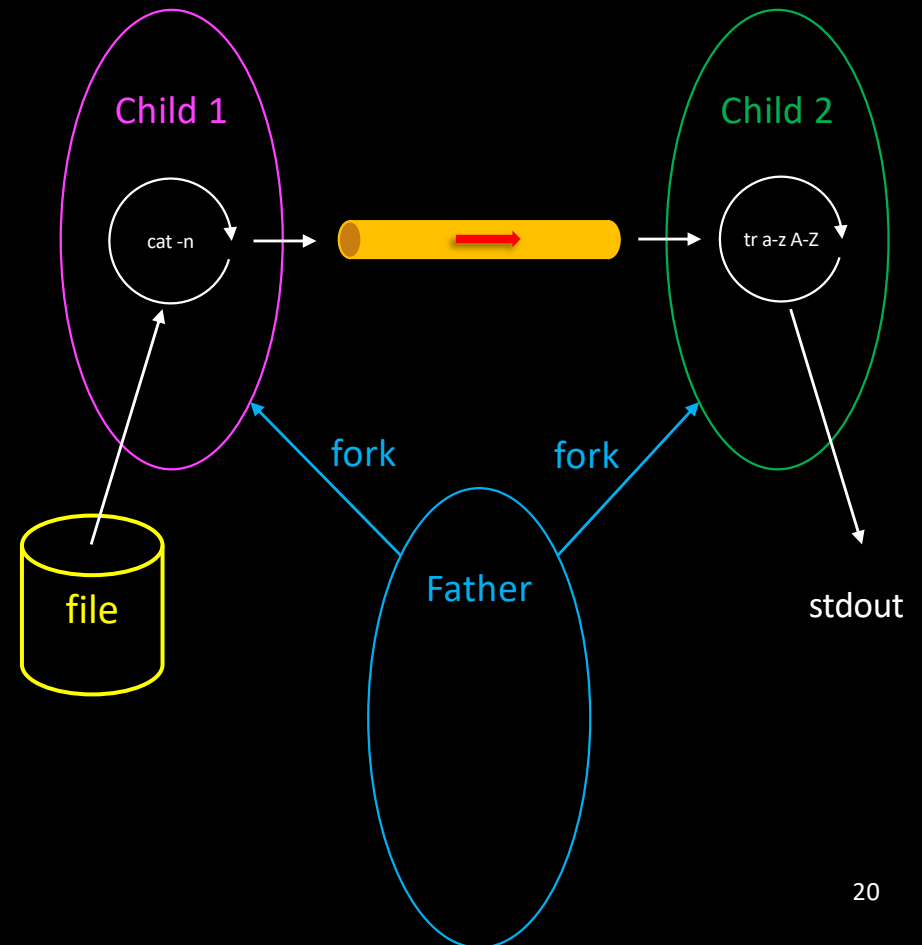 Child 1
Child 2
cat -n
tr a-z A-Z
fork
fork
Father
file
stdout
20